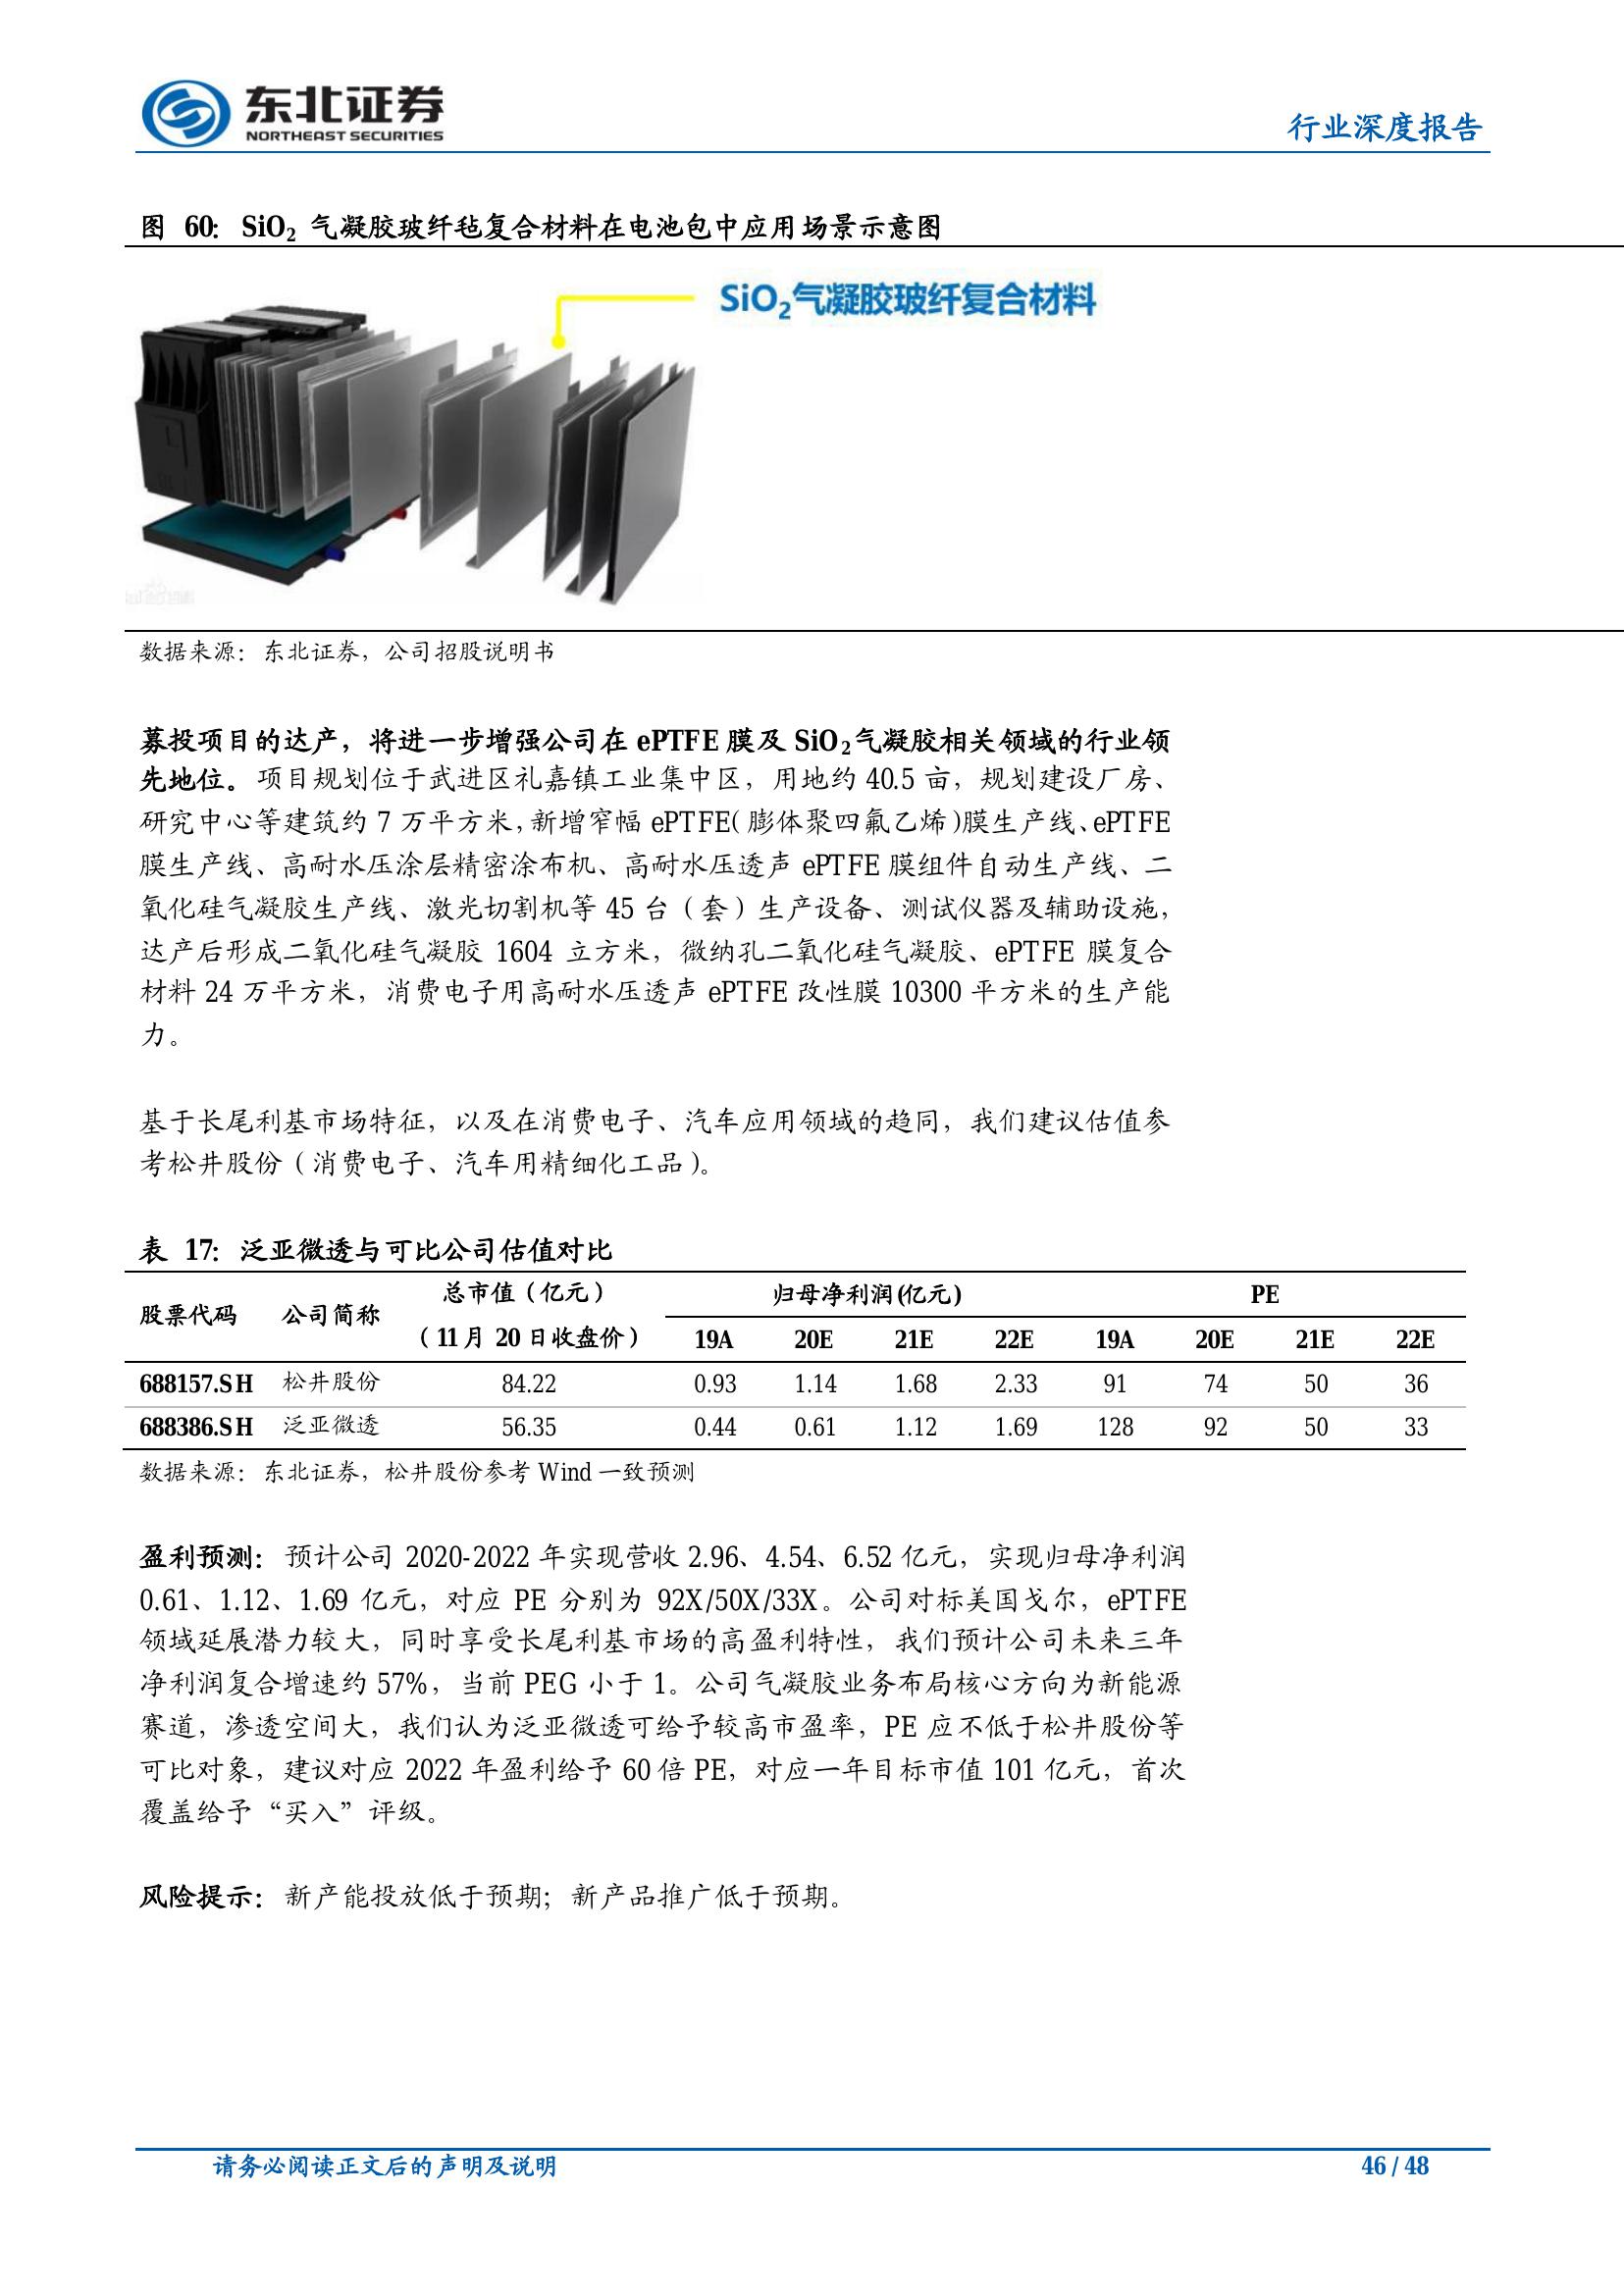 东北证券
NORTHEAST SECURITIES
行业深度报告
图 60: SiO2 气凝胶玻纤毡复合材料在电池包中应用场景示意图
SiO2气凝胶玻纤复合材料
数据来源：东北证券，公司招股说明书
募投项目的达产，将进一步增强公司在 ePTFE 膜及 SiO2气凝胶相关领域的行业领
先地位。项目规划位于武进区礼嘉镇工业集中区，用地约 40.5 亩，规划建设厂房、
研究中心等建筑约 7 万平方米，新增窄幅 ePTFE(膨体聚四氟乙烯)膜生产线、ePTFE
膜生产线、高耐水压涂层精密涂布机、高耐水压透声 ePTFE 膜组件自动生产线、二
氧化硅气凝胶生产线、激光切割机等 45 台（套）生产设备、测试仪器及辅助设施，
达产后形成二氧化硅气凝胶 1604 立方米，微纳孔二氧化硅气凝胶、ePTFE 膜复合
材料 24 万平方米，消费电子用高耐水压透声 ePTFE 改性膜 10300 平方米的生产能
力。
基于长尾利基市场特征，以及在消费电子、汽车应用领域的趋同，我们建议估值参
考松井股份（消费电子、汽车用精细化工品）。
表 17: 泛亚微透与可比公司估值对比
股票代码 公司简称 总市值（亿元） 归母净利润(亿元) PE
（11 月 20 日收盘价） 19A 20E 21E 22E 19A 20E 21E 22E
688157.SH 松井股份 84.22 0.93 1.14 1.68 2.33 91 74 50 36
688386.SH 泛亚微透 56.35 0.44 0.61 1.12 1.69 128 92 50 33
数据来源：东北证券，松井股份参考 Wind 一致预测
盈利预测：预计公司 2020-2022 年实现营收 2.96、4.54、6.52 亿元，实现归母净利润
0.61、1.12、1.69 亿元，对应 PE 分别为 92X/50X/33X。公司对标美国戈尔，ePTFE
领域延展潜力较大，同时享受长尾利基市场的高盈利特性，我们预计公司未来三年
净利润复合增速约 57%，当前 PEG 小于 1。公司气凝胶业务布局核心方向为新能源
赛道，渗透空间大，我们认为泛亚微透可给予较高市盈率，PE 应不低于松井股份等
可比对象，建议对应 2022 年盈利给予 60 倍 PE，对应一年目标市值 101 亿元，首次
覆盖给予“买入”评级。
风险提示：新产能投放低于预期；新产品推广低于预期。
请务必阅读正文后的声明及说明
46 / 48